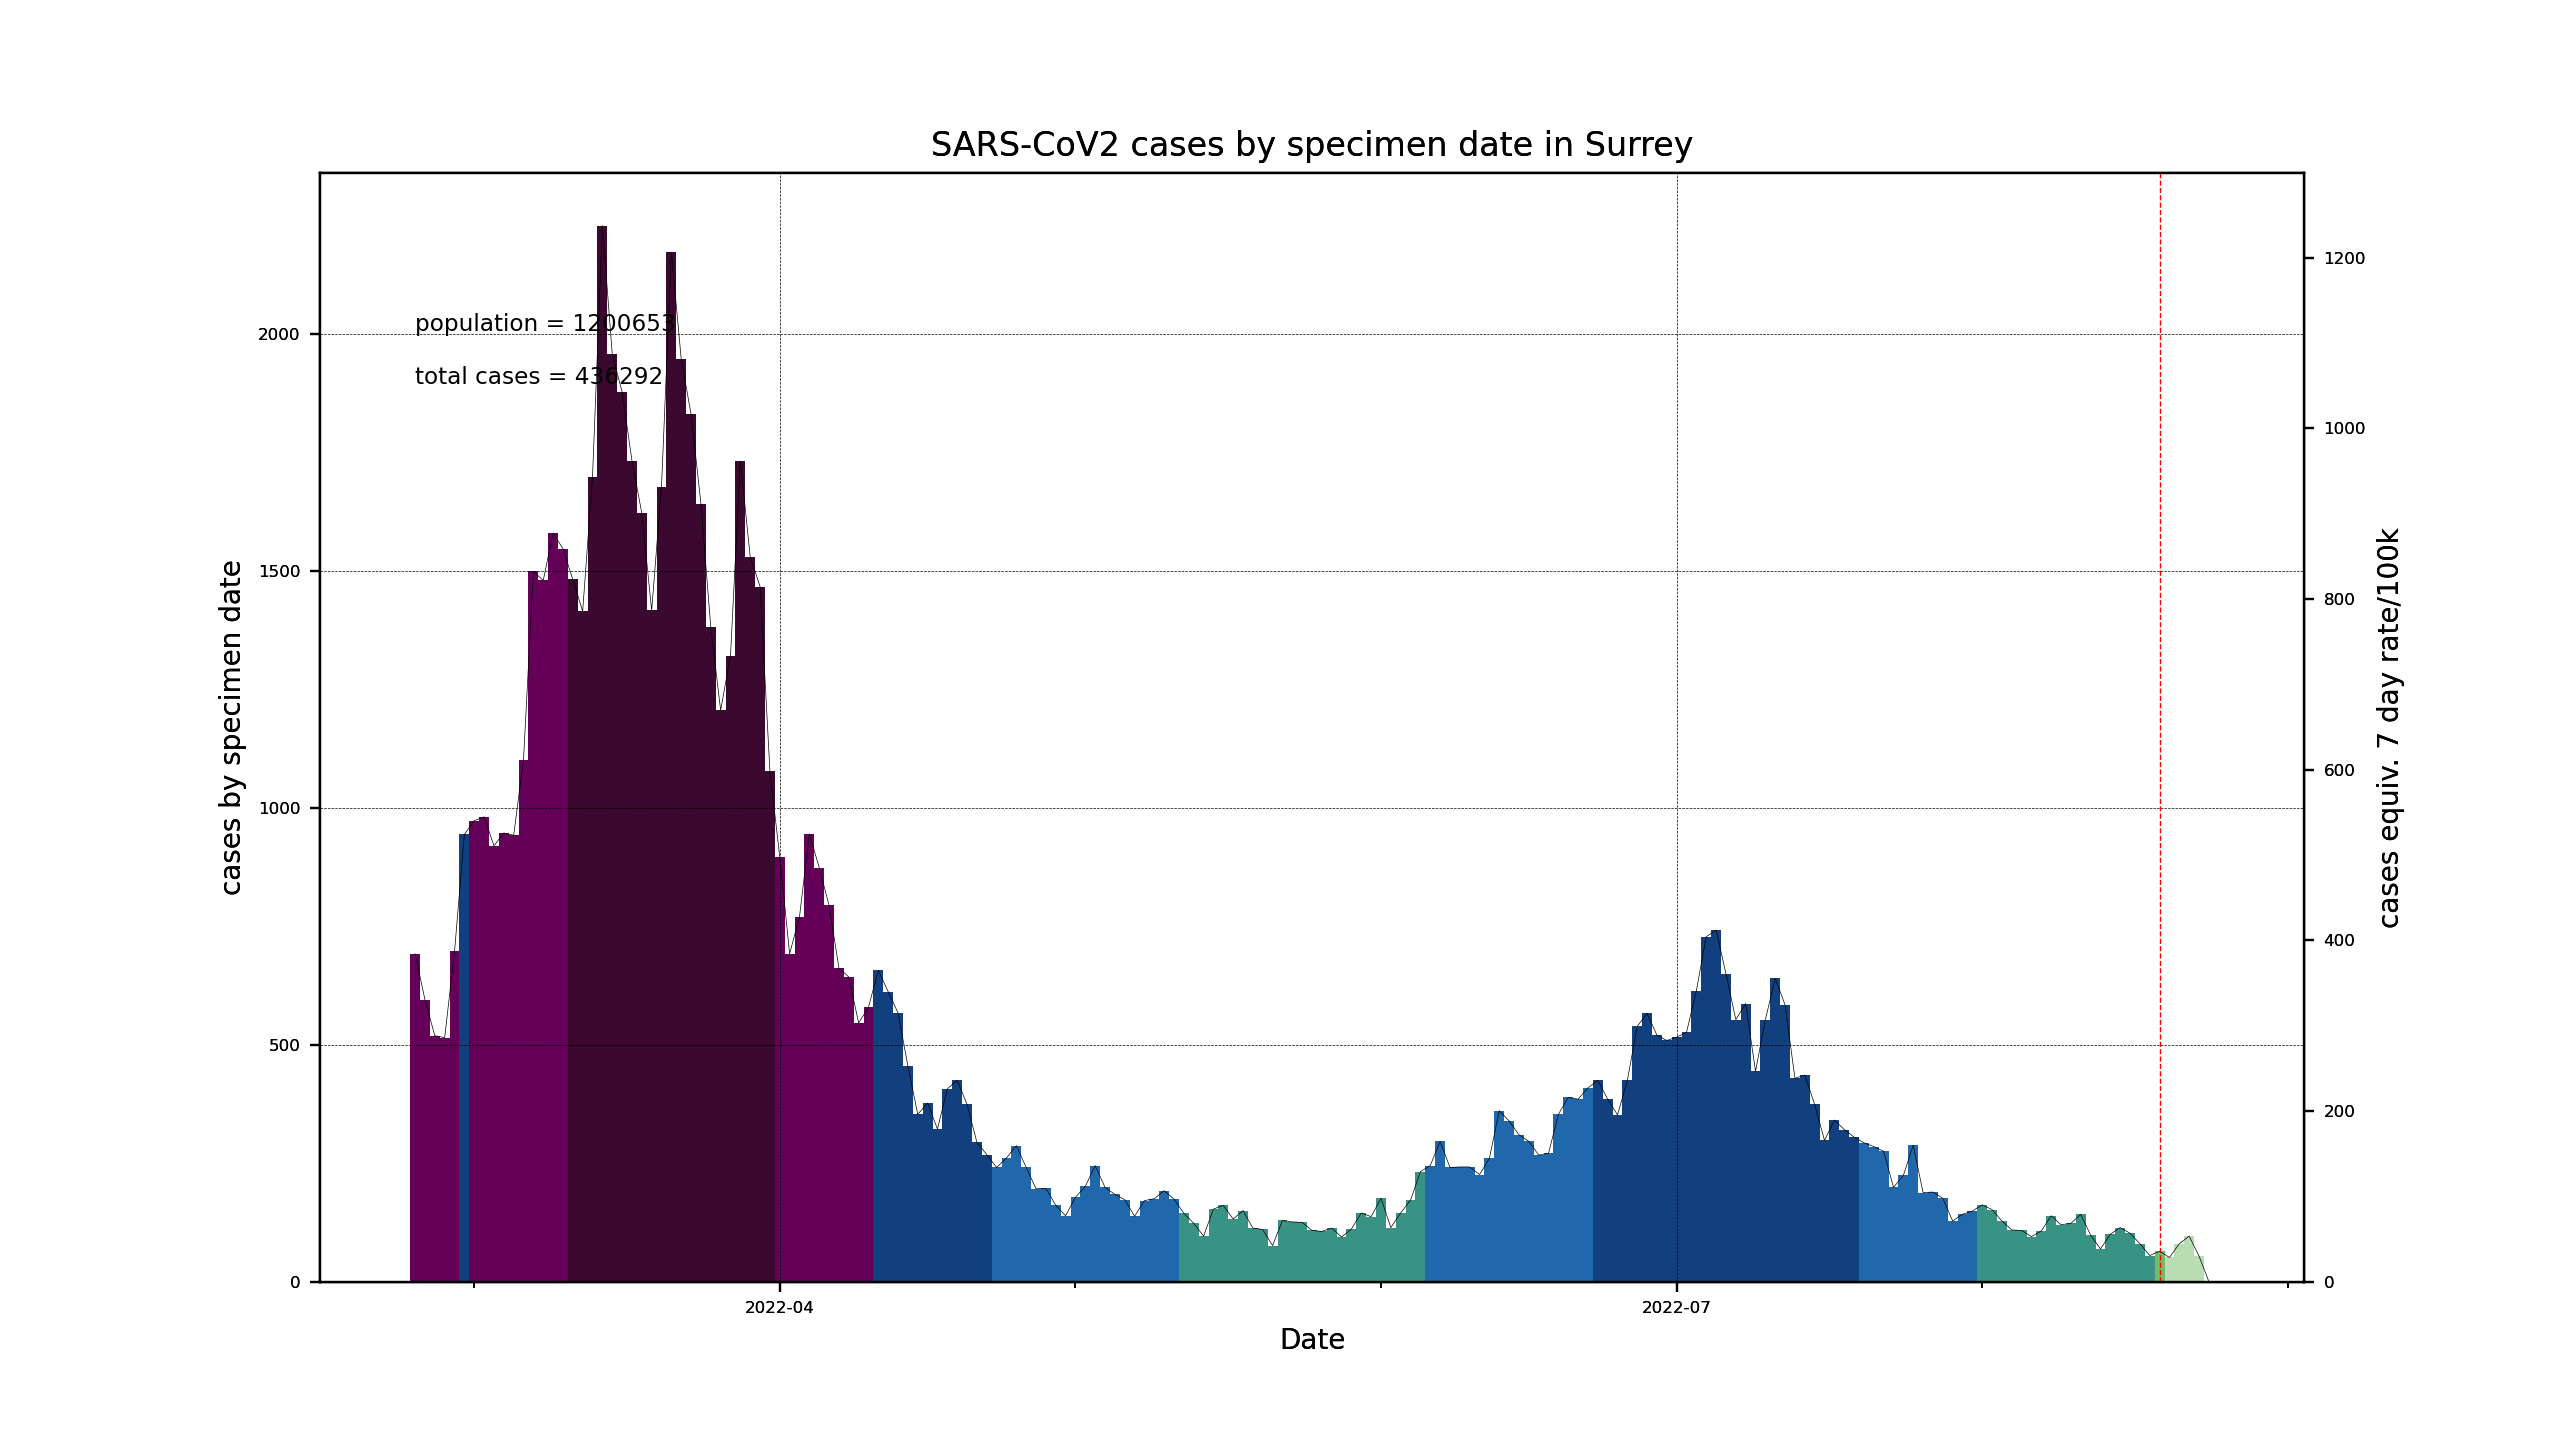 SARS-CoV2 cases by specimen date in Surrey
population = 1200653
total cases = 436292
cases by specimen date
2000
1500
1000
500
0
1200
1000
800
600
400
200
0
cases equiv. 7 day rate/100k
2022-04
2022-07
Date